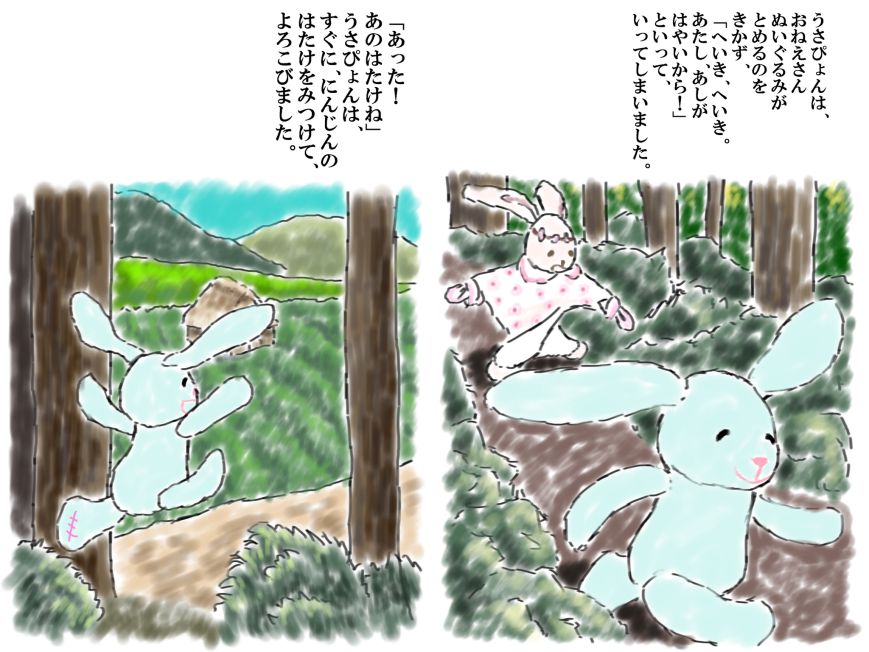 うさぴょんは、
おねえさん
ぬいぐるみが
とめるのを
きかず、
「へいき、へいき。
あたし、あしが
はやいから！」
といって、
いってしまいました。
「あった！
あのはたけね」
うさぴょんは、
すぐに、にんじんの
はたけをみつけて、
よろこびました。